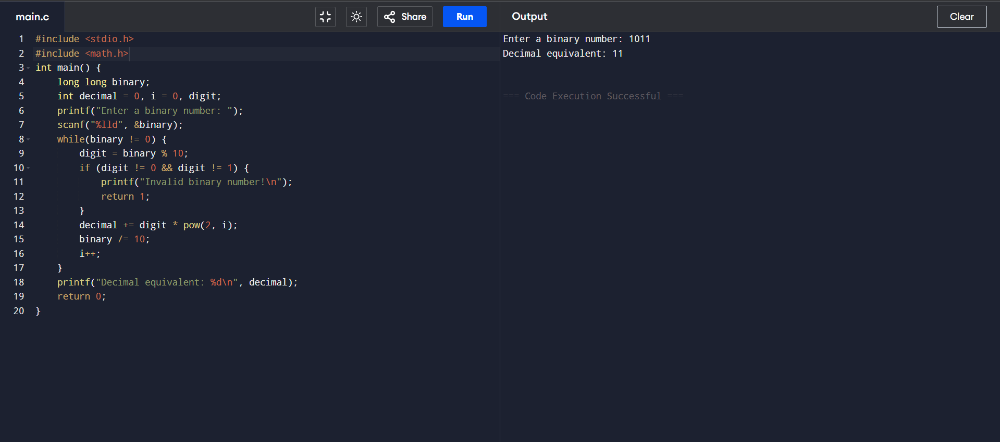 main.c
Share
Run
Output
Clear
1 #include <stdio.h>
2 #include <math.h>
3 int main() {
4     long long binary;
5     int decimal = 0, i = 0, digit;
6     printf("Enter a binary number: ");
7     scanf("%lld", &binary);
8     while(binary != 0) {
9         digit = binary % 10;
10         if (digit != 0 && digit != 1) {
11             printf("Invalid binary number!\n");
12             return 1;
13         }
14         decimal += digit * pow(2, i);
15         binary /= 10;
16         i++;
17     }
18     printf("Decimal equivalent: %d\n", decimal);
19     return 0;
20 }
Enter a binary number: 1011
Decimal equivalent: 11
=== Code Execution Successful ===